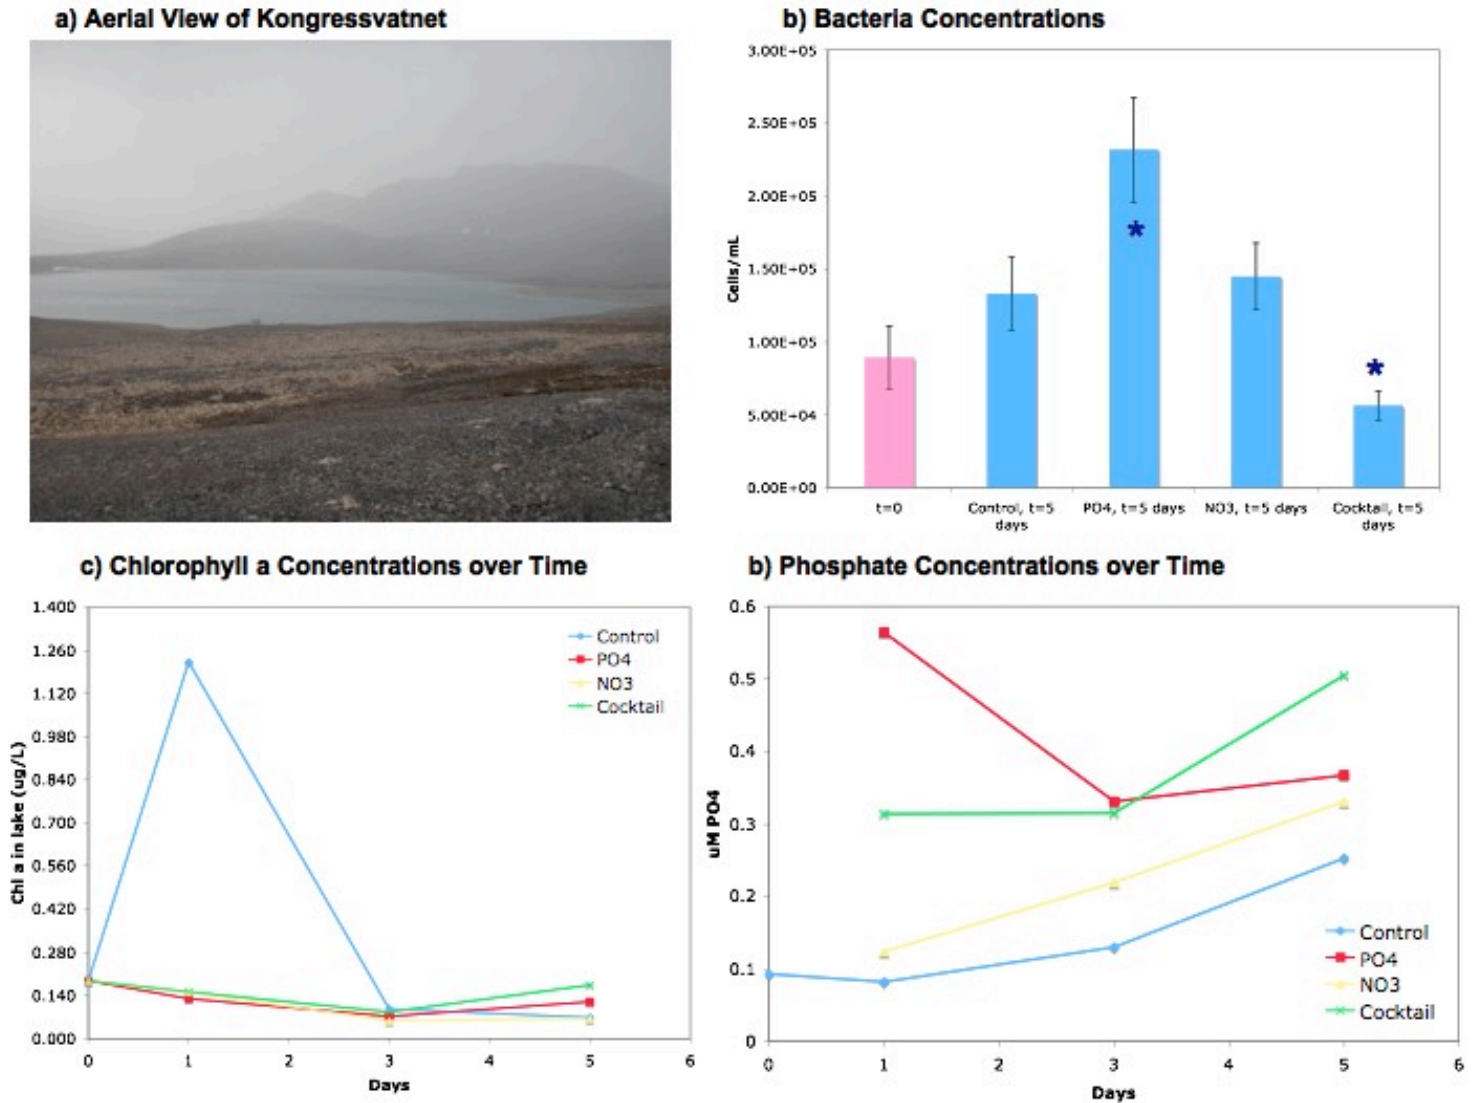 a) Aerial View of Kongressvatnet
b) Bacteria Concentrations
3.00E+05
2.50E+05
2.00E+05
1.50E+05
1.00E+05
5.00E+04
0.00E+00
Cells/mL
*
*
t=0
Control, t=5 days
PO4, t=5 days
NO3, t=5 days
Cocktail, t=5 days
c) Chlorophyll a Concentrations over Time
1.400
1.260
1.120
0.980
0.840
0.700
0.560
0.420
0.280
0.140
0.000
Chl a in lake (ug/L)
Control
PO4
NO3
Cocktail
0 1 2 3 4 5 6
Days
b) Phosphate Concentrations over Time
0.6
0.5
0.4
0.3
0.2
0.1
0
uM PO4
Control
PO4
NO3
Cocktail
0 1 2 3 4 5 6
Days